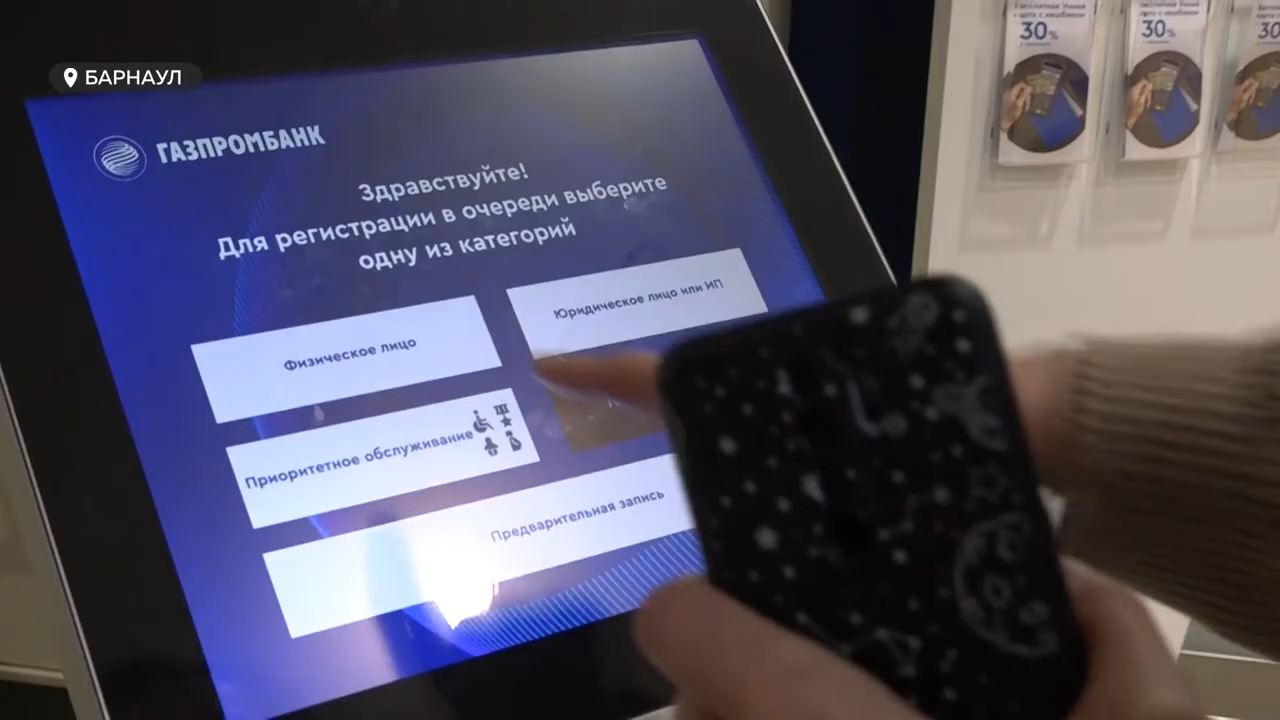 БАРНАУЛ
ГАЗПРОМБАНК
Здравствуйте!
Для регистрации в очереди выберите
одну из категорий
Физическое лицо
Юридическое лицо или ИП
Приоритетное обслуживание
Предварительная запись
30%
30%
30